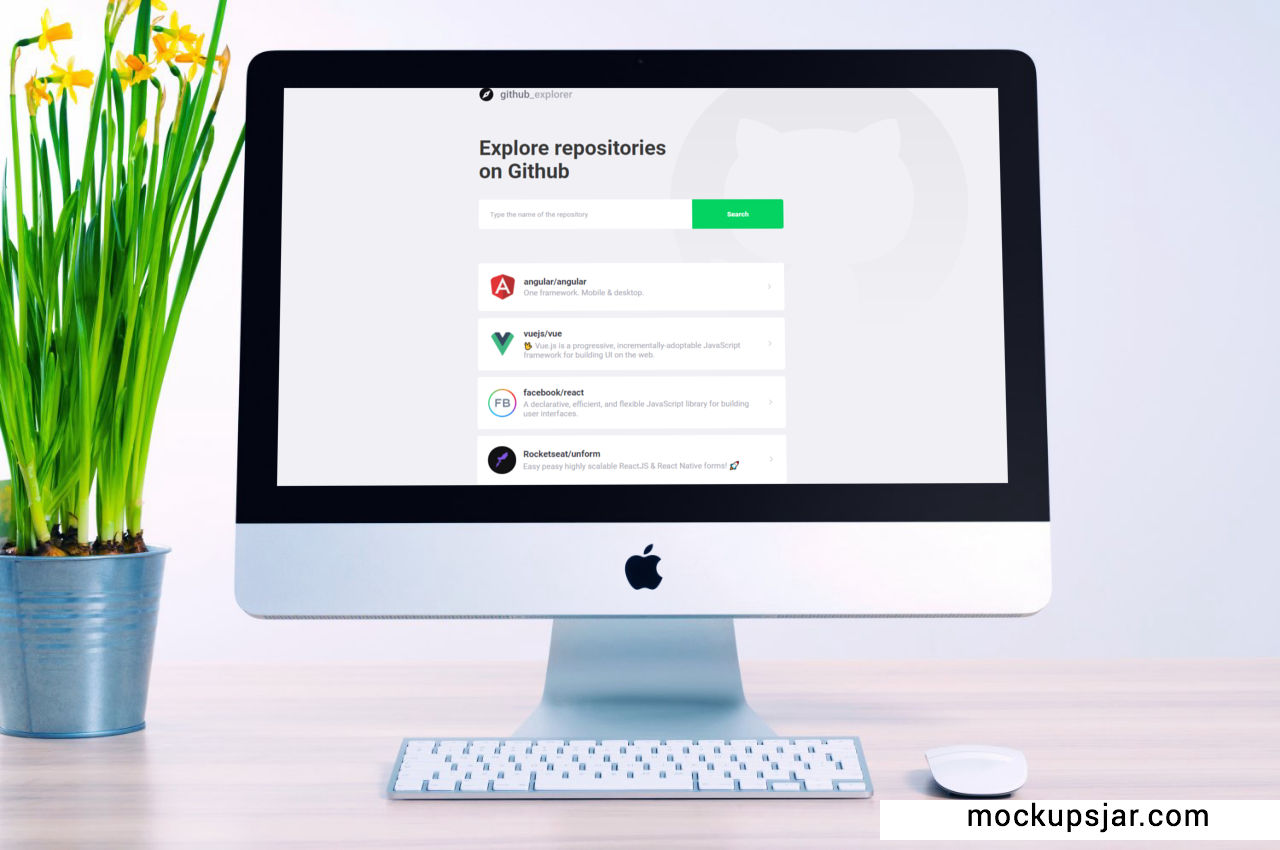 github_explorer
Explore repositories
on Github
Type the name of the repository
Search
angular/angular
One framework. Mobile & desktop.
vuejs/vue
🖖 Vue.js is a progressive, incrementally-adoptable JavaScript
framework for building UI on the web.
FB
facebook/react
A declarative, efficient, and flexible JavaScript library for building
user interfaces.
Rocketseat/unform
Easy peasy highly scalable ReactJS & React Native forms! 🚀
mockupsjar.com